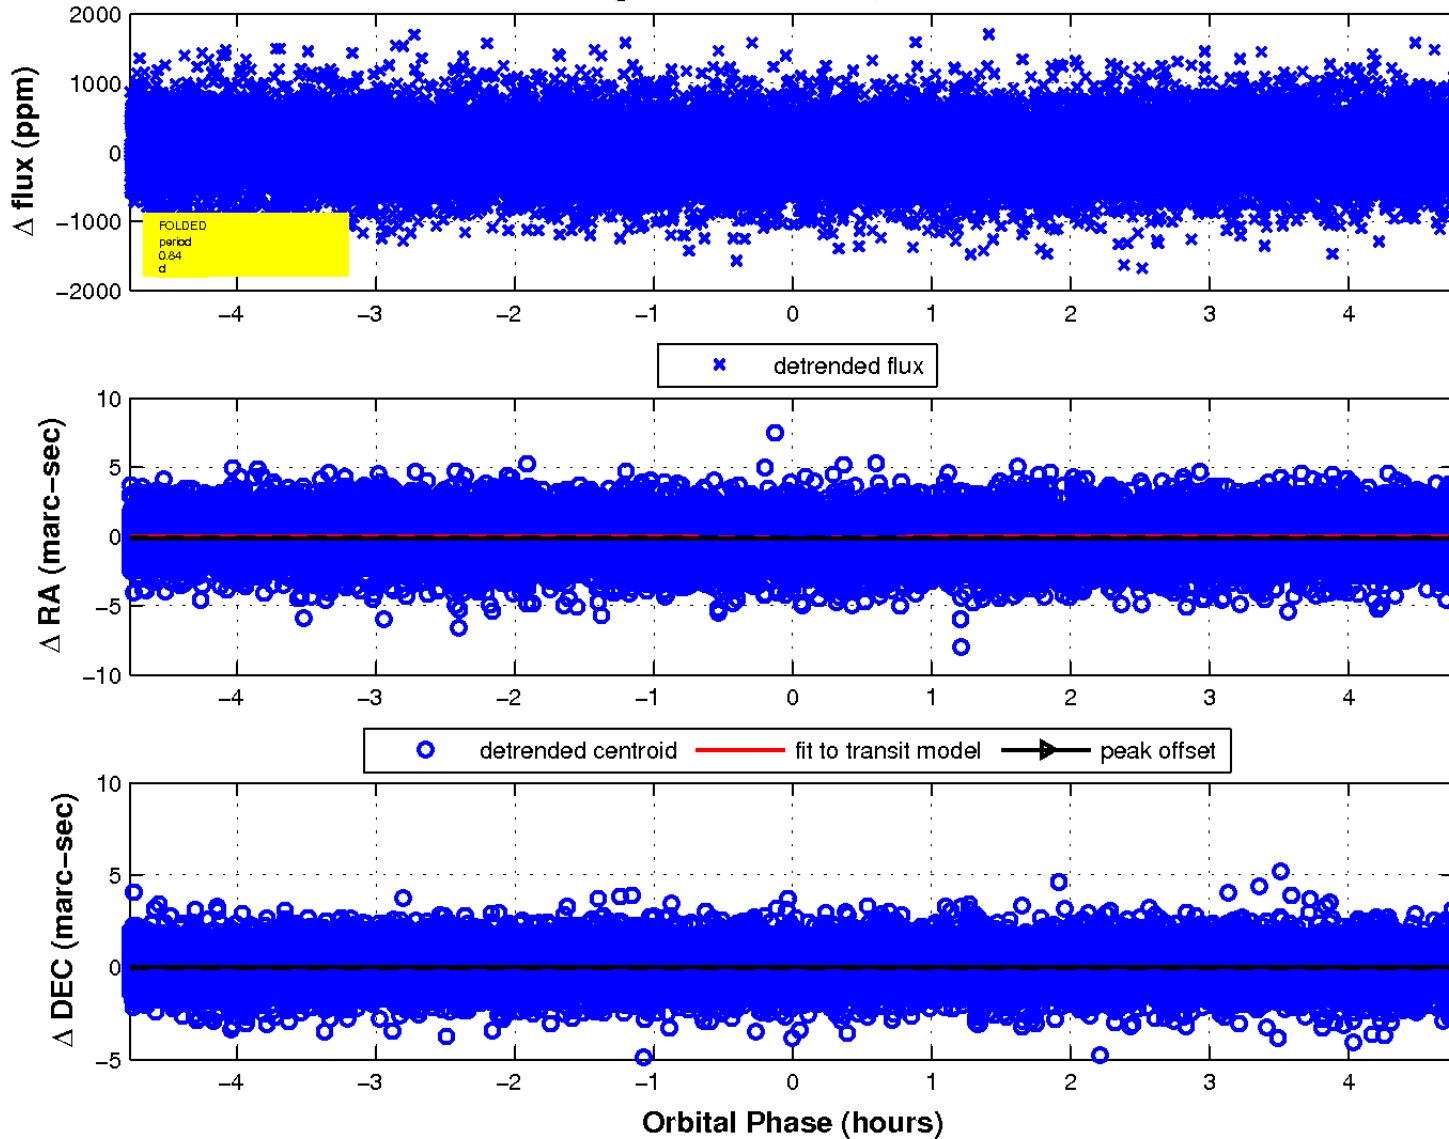 2000
1000
0
−1000
−2000
Δ flux (ppm)
FOLDED
period
0.84
d
−4 −3 −2 −1 0 1 2 3 4
detrended flux
10
5
0
−5
−10
Δ RA (marc−sec)
−4 −3 −2 −1 0 1 2 3 4
detrended centroid fit to transit model peak offset
10
5
0
−5
Δ DEC (marc−sec)
−4 −3 −2 −1 0 1 2 3 4
Orbital Phase (hours)